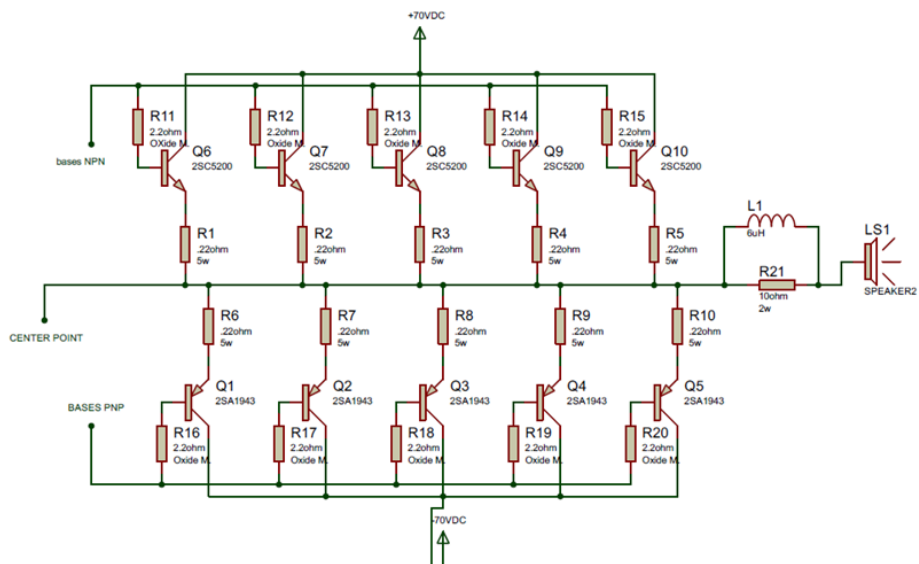 +70VDC
R11
2.2ohm
OXide M.
R12
2.2ohm
Oxide M.
R13
2.2ohm
Oxide M.
R14
2.2ohm
Oxide M.
R15
2.2ohm
Oxide M.
bases NPN
Q6
2SC5200
Q7
2SC5200
Q8
2SC5200
Q9
2SC5200
Q10
2SC5200
R1
.22ohm
5w
R2
.22ohm
5w
R3
.22ohm
5w
R4
.22ohm
5w
R5
.22ohm
5w
L1
6uH
LS1
SPEAKER2
R21
10ohm
2w
CENTER POINT
R6
.22ohm
5w
R7
.22ohm
5w
R8
.22ohm
5w
R9
.22ohm
5w
R10
.22ohm
5w
Q1
2SA1943
Q2
2SA1943
Q3
2SA1943
Q4
2SA1943
Q5
2SA1943
BASES PNP
R16
2.2ohm
Oxide M.
R17
2.2ohm
Oxide M.
R18
2.2ohm
Oxide M.
R19
2.2ohm
Oxide M.
R20
2.2ohm
Oxide M.
-70VDC